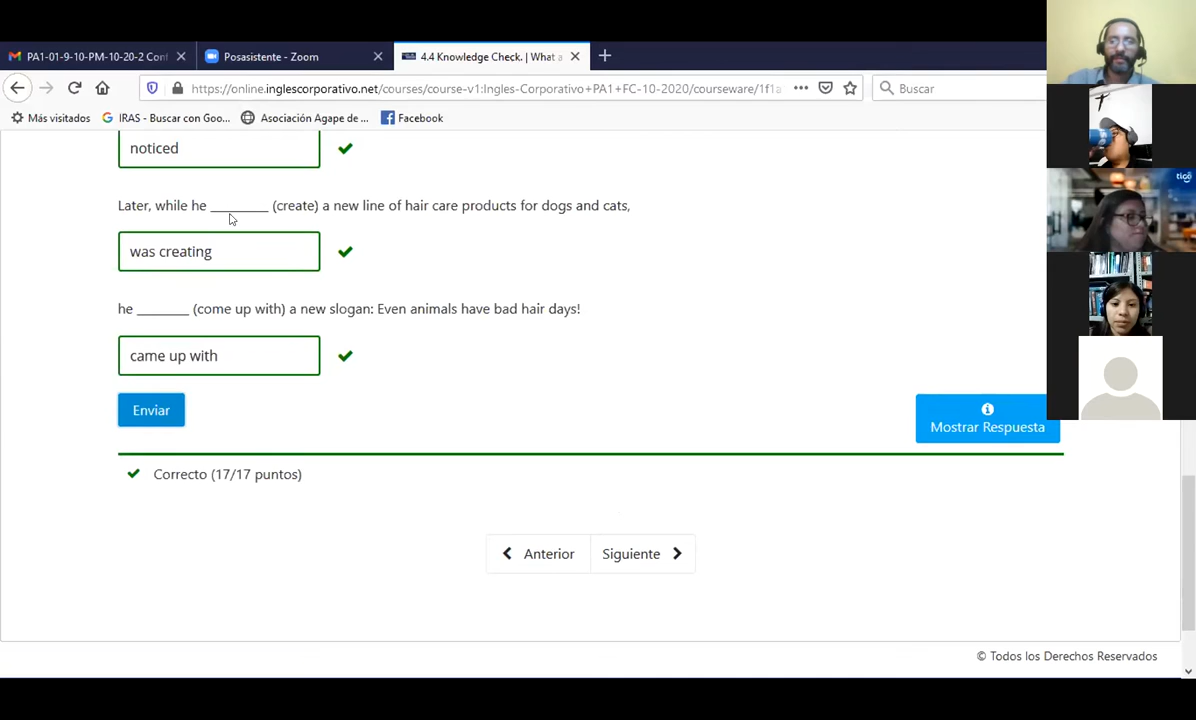 PA1-01-9-10-PM-10-20-2 Conf
Posasistente - Zoom
4.4 Knowledge Check. | What a
https://online.inglescorporativo.net/courses/course-v1:Ingles-Corporativo+PA1+FC-10-2020/courseware/1f1a
Buscar
Más visitados
IRAS - Buscar con Goo...
Asociación Agape de ...
Facebook
tigo
noticed
Later, while he ________ (create) a new line of hair care products for dogs and cats,
was creating
he ________ (come up with) a new slogan: Even animals have bad hair days!
came up with
Enviar
Mostrar Respuesta
Correcto (17/17 puntos)
Anterior
Siguiente
© Todos los Derechos Reservados